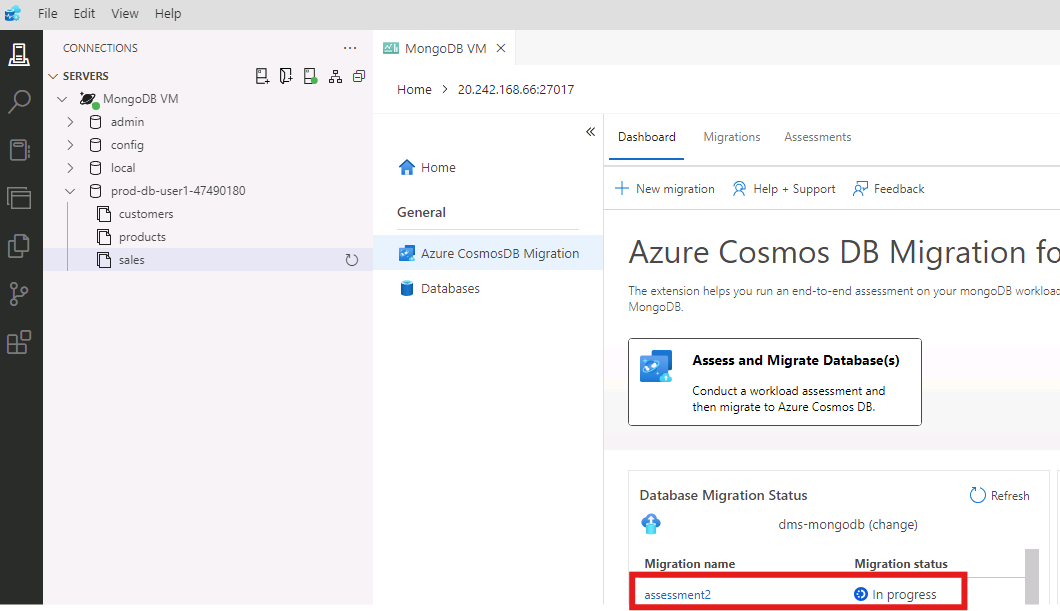 File Edit View Help
CONNECTIONS ...
SERVERS
MongoDB VM
admin
config
local
prod-db-user1-47490180
customers
products
sales
MongoDB VM
Home > 20.242.168.66:27017
«
Home
General
Azure CosmosDB Migration
Databases
Dashboard Migrations Assessments
New migration Help + Support Feedback
Azure Cosmos DB Migration fo
The extension helps you run an end-to-end assessment on your mongoDB workloa
MongoDB.
Assess and Migrate Database(s)
Conduct a workload assessment and
then migrate to Azure Cosmos DB.
Database Migration Status Refresh
dms-mongodb (change)
Migration name Migration status
assessment2 In progress